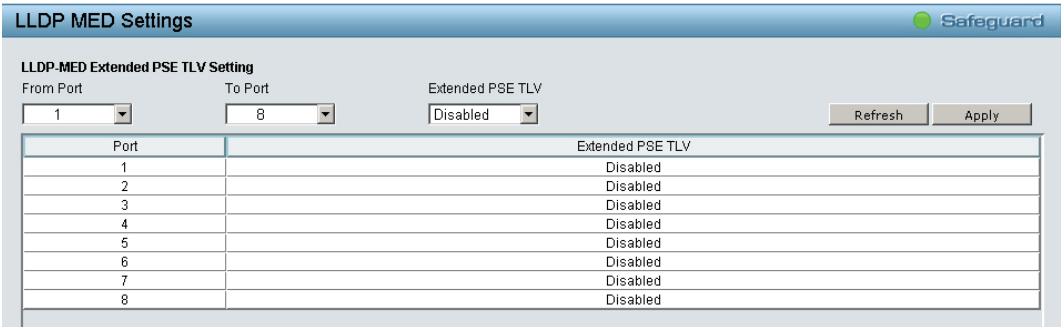 LLDP MED Settings
Safeguard
LLDP-MED Extended PSE TLV Setting
From Port To Port Extended PSE TLV
1 8 Disabled Refresh Apply
Port Extended PSE TLV
1 Disabled
2 Disabled
3 Disabled
4 Disabled
5 Disabled
6 Disabled
7 Disabled
8 Disabled